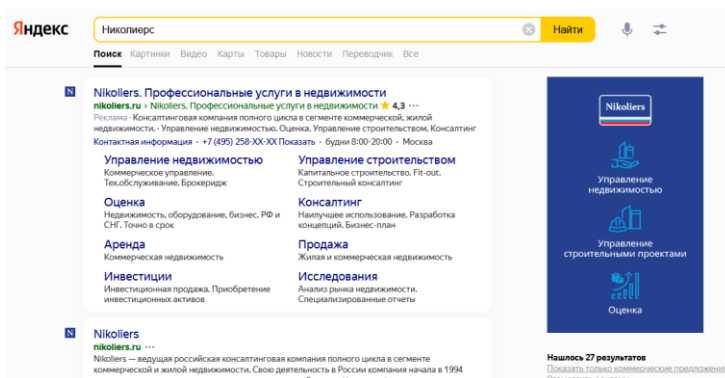 Яндекс
Николиерс
Найти
Поиск Картинки Видео Карты Товары Новости Переводчик Все
Nikoliers. Профессиональные услуги в недвижимости
nikoliers.ru › Nikoliers. Профессиональные услуги в недвижимости ★ 4,3 ···
Реклама · Консалтинговая компания полного цикла в сегменте коммерческой, жилой
недвижимости. · Управление недвижимостью. Оценка. Управление строительством. Консалтинг
Контактная информация · +7 (495) 258-XX-XX Показать · будни 8:00-20:00 · Москва
Управление недвижимостью
Коммерческое управление.
Тех.обслуживание. Брокеридж
Управление строительством
Капитальное строительство. Fit-out.
Строительный консалтинг
Оценка
Недвижимость, оборудование, бизнес. РФ и
СНГ. Точно в срок
Консалтинг
Наилучшее использование. Разработка
концепций. Бизнес-план
Аренда
Коммерческая недвижимость
Продажа
Жилая и коммерческая недвижимость
Инвестиции
Инвестиционная продажа. Приобретение
инвестиционных активов
Исследования
Анализ рынка недвижимости.
Специализированные отчеты
N
Nikoliers
nikoliers.ru ···
Nikoliers — ведущая российская консалтинговая компания полного цикла в сегменте
коммерческой и жилой недвижимости. Свою деятельность в России компания начала в 1994
Nikoliers
Управление
недвижимостью
Управление
строительными проектами
Оценка
Нашлось 27 результатов
Показать только коммерческие предложения